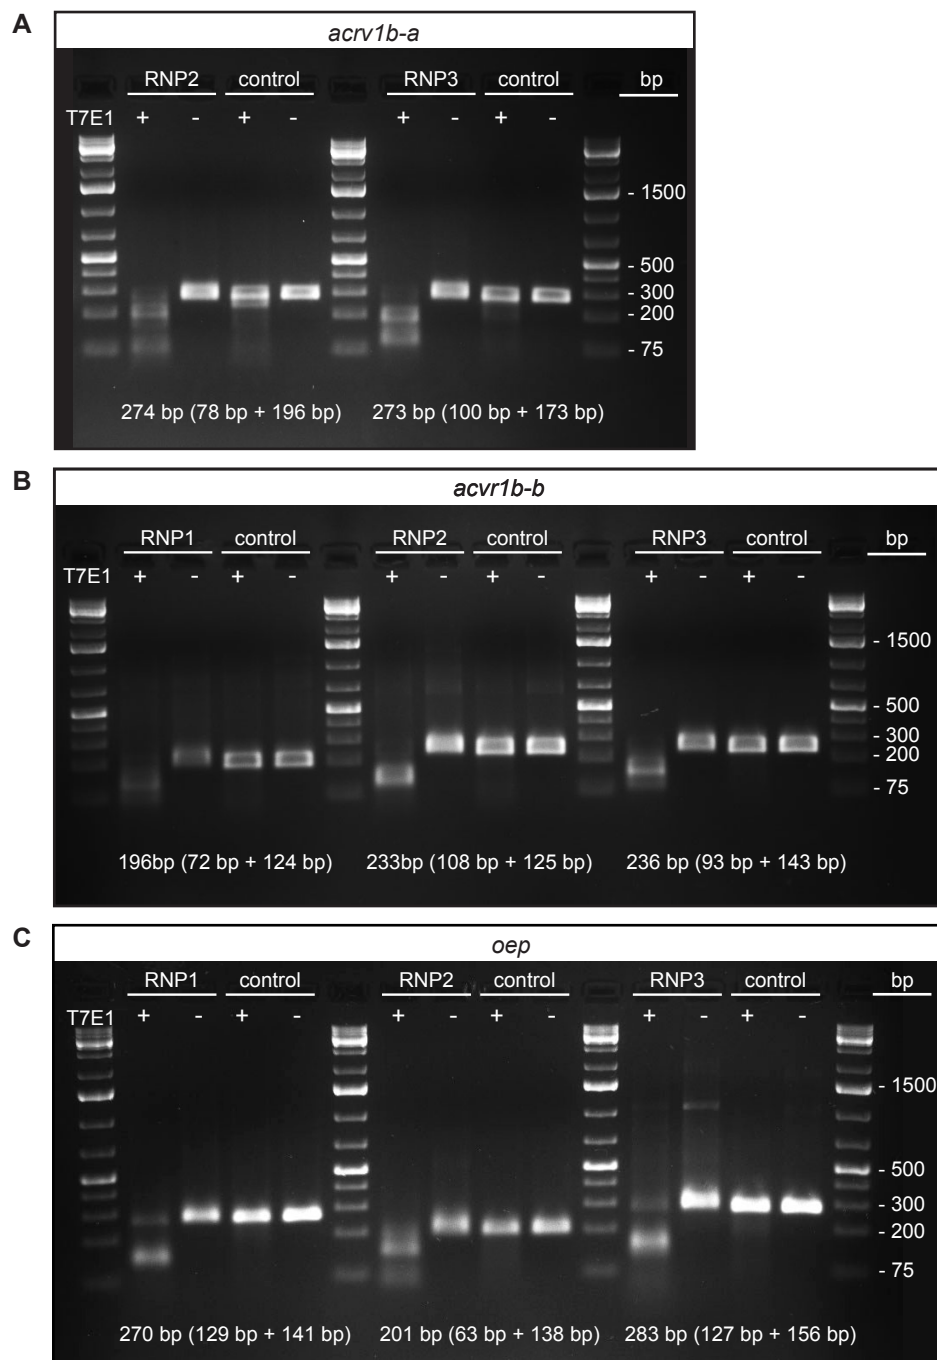 A
acrv1b-a
RNP2 control RNP3 control bp
T7E1 + - + - + - + -
- 1500
- 500
- 300
- 200
- 75
274 bp (78 bp + 196 bp) 273 bp (100 bp + 173 bp)
B
acvr1b-b
RNP1 control RNP2 control RNP3 control bp
T7E1 + - + - + - + - + - + -
- 1500
- 500
- 300
- 200
- 75
196bp (72 bp + 124 bp) 233bp (108 bp + 125 bp) 236 bp (93 bp + 143 bp)
C
oep
RNP1 control RNP2 control RNP3 control bp
T7E1 + - + - + - + - + - + -
- 1500
- 500
- 300
- 200
- 75
270 bp (129 bp + 141 bp) 201 bp (63 bp + 138 bp) 283 bp (127 bp + 156 bp)